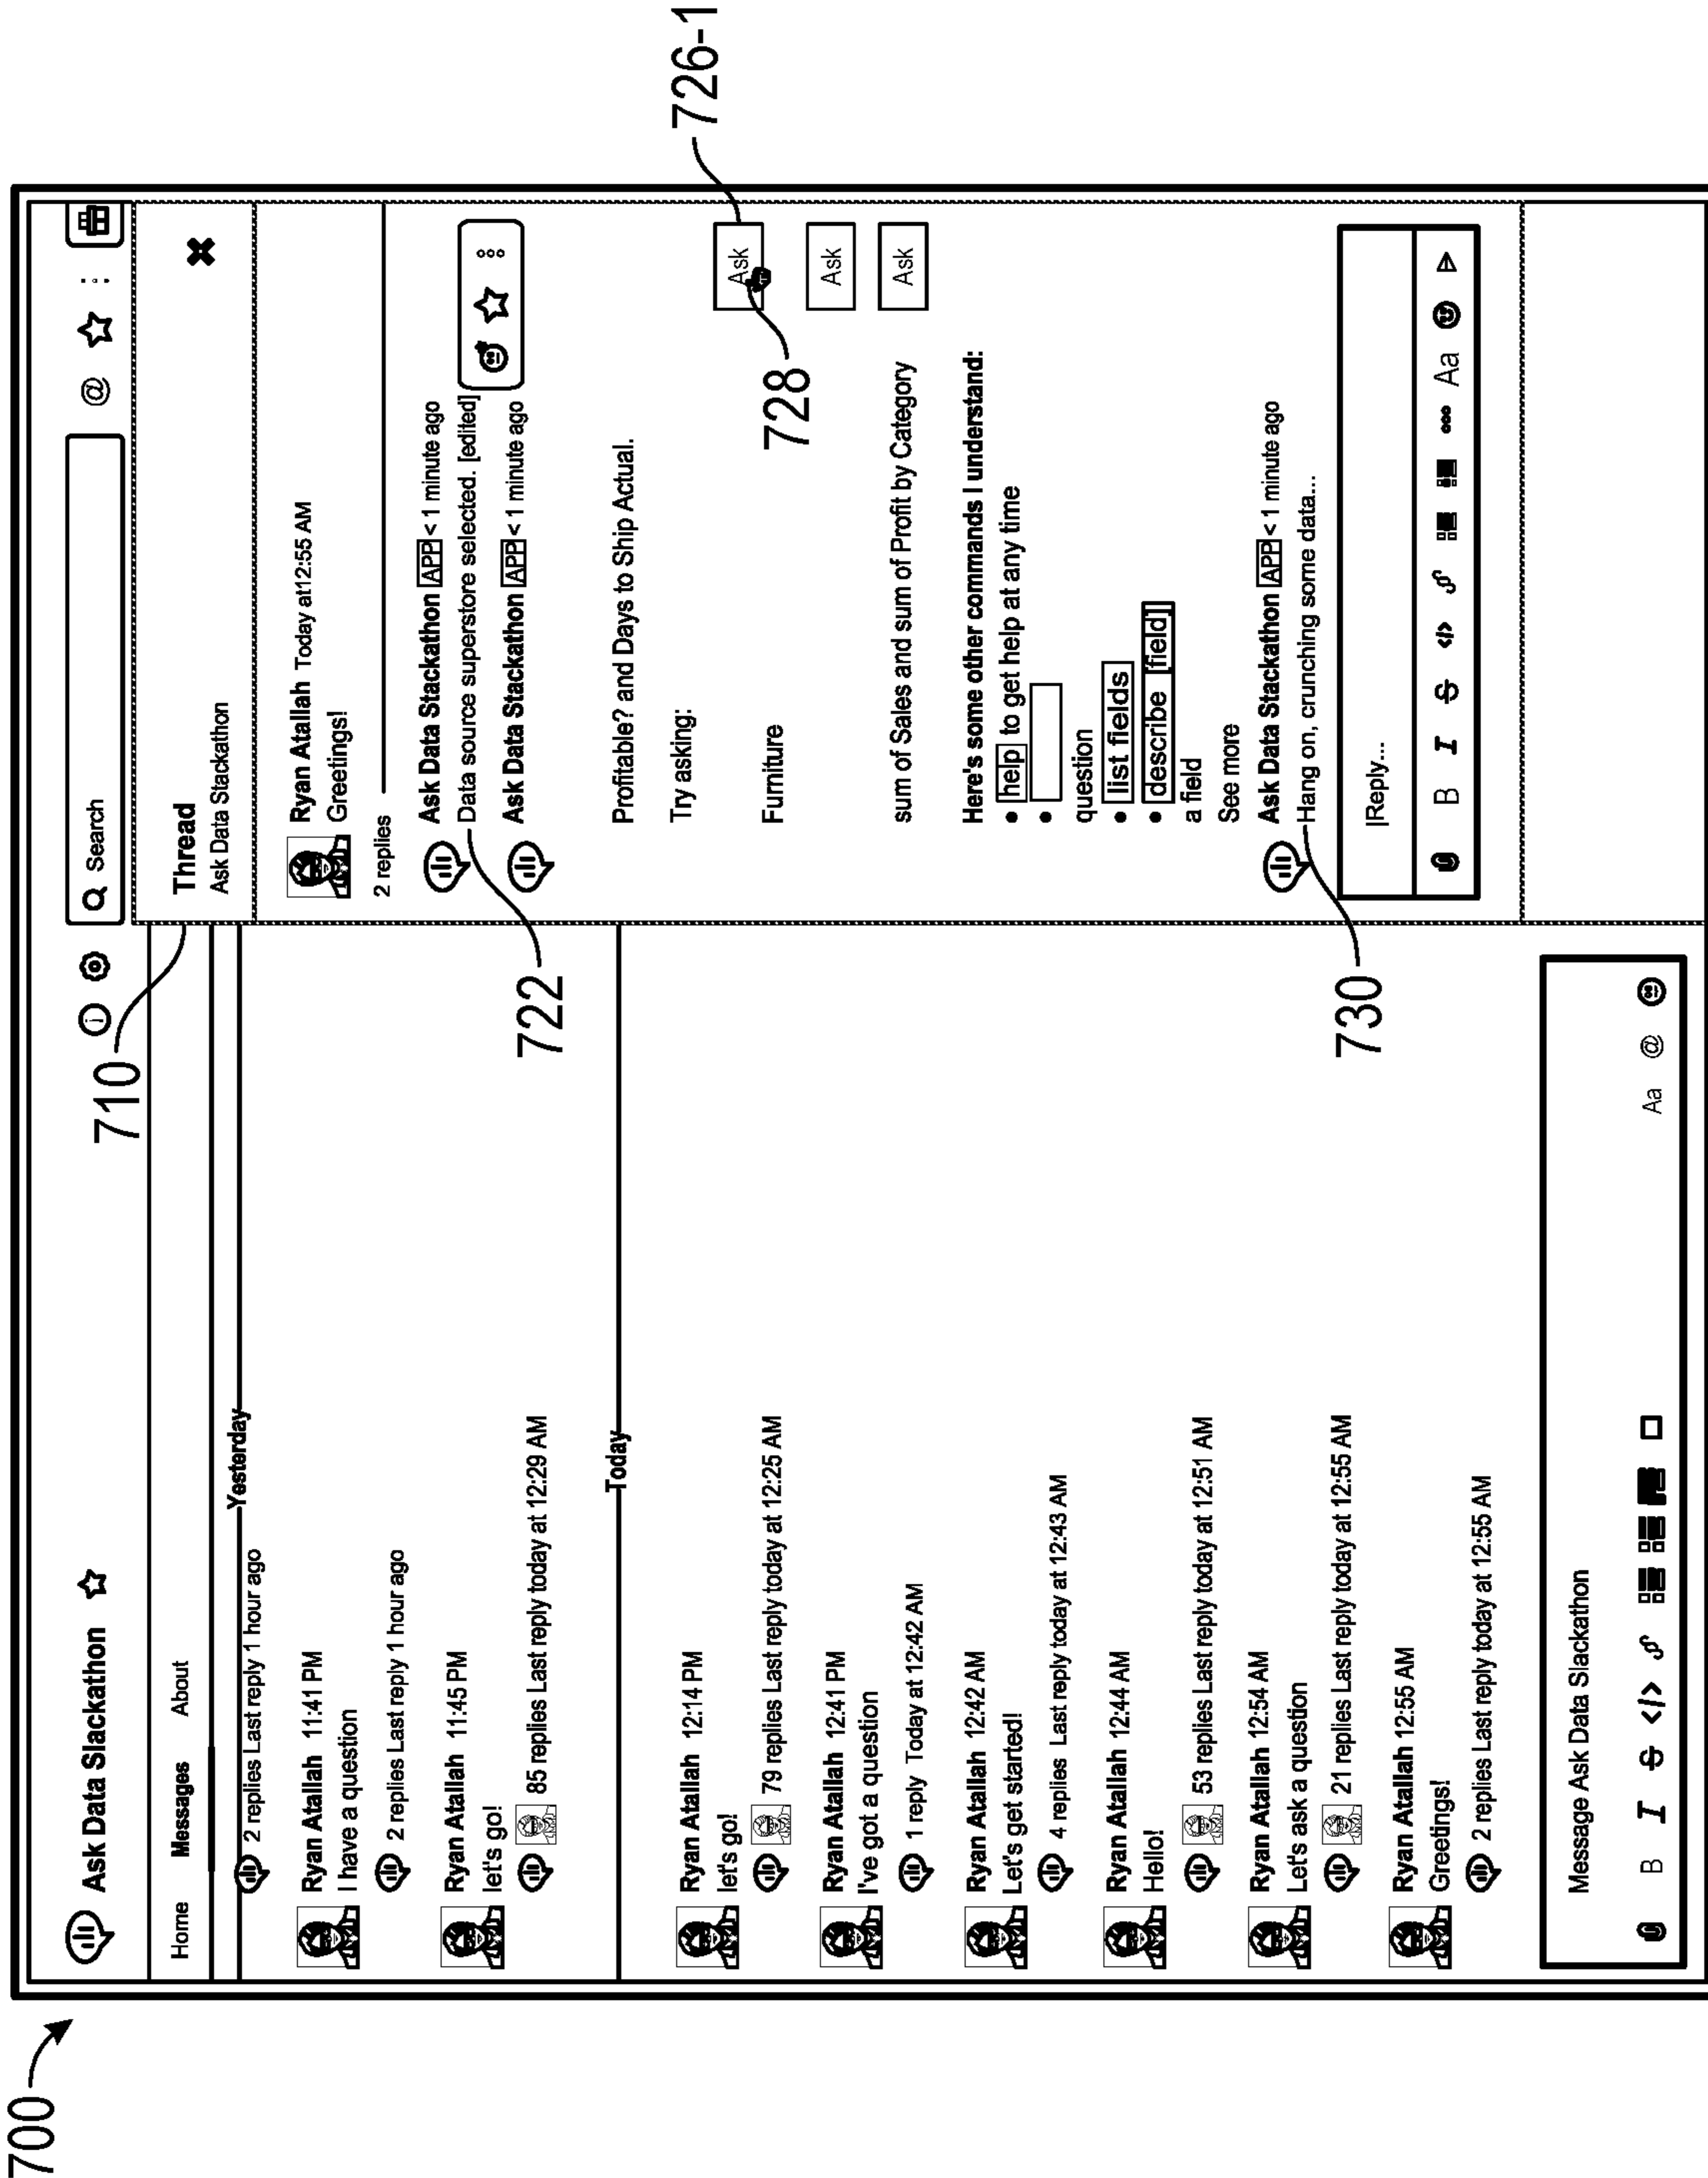 700
Ask Data Slackathon
Search
@
Home Messages About
710
Yesterday
2 replies Last reply 1 hour ago
Ryan Atallah 11:41 PM
I have a question
2 replies Last reply 1 hour ago
Ryan Atallah 11:45 PM
let's go!
85 replies Last reply today at 12:29 AM
Today
Ryan Atallah 12:14 PM
let's go!
79 replies Last reply today at 12:25 AM
Ryan Atallah 12:41 PM
I've got a question
1 reply Today at 12:42 AM
Ryan Atallah 12:42 AM
Let's get started!
4 replies Last reply today at 12:43 AM
Ryan Atallah 12:44 AM
Hello!
53 replies Last reply today at 12:51 AM
Ryan Atallah 12:54 AM
Let's ask a question
21 replies Last reply today at 12:55 AM
Ryan Atallah 12:55 AM
Greetings!
2 replies Last reply today at 12:55 AM
Message Ask Data Slackathon
B I S </> Aa @
Thread
Ask Data Stackathon
Ryan Atallah Today at12:55 AM
Greetings!
2 replies
Ask Data Stackathon APP < 1 minute ago
Data source superstore selected. [edited]
722
Ask Data Stackathon APP < 1 minute ago
Profitable? and Days to Ship Actual.
Try asking:
Ask
726-1
728
Furniture
Ask
sum of Sales and sum of Profit by Category
Ask
Here's some other commands I understand:
• help to get help at any time
•
question
• list fields
• describe [field]]
a field
See more
Ask Data Stackathon APP < 1 minute ago
Hang on, crunching some data...
730
|Reply...
B I S </> Aa